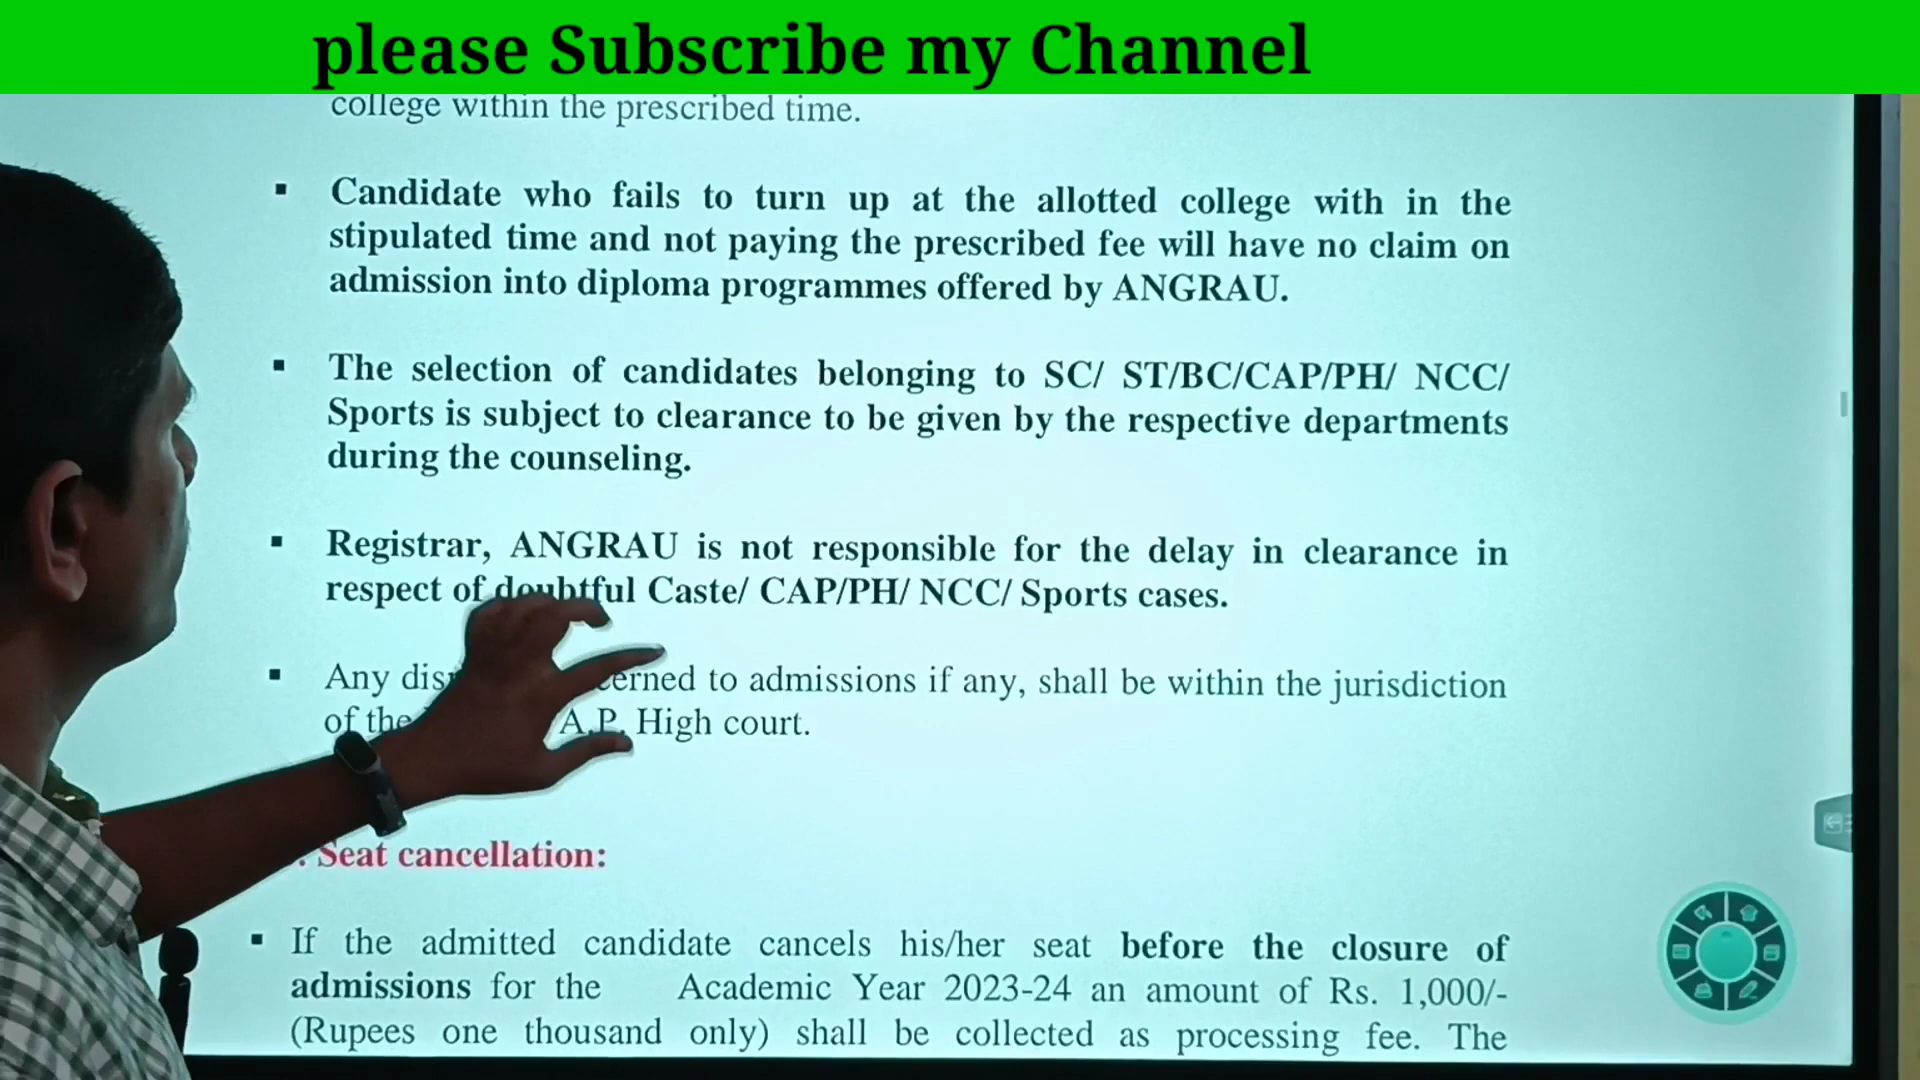 please Subscribe my Channel
college within the prescribed time.
▪ Candidate who fails to turn up at the allotted college with in the
stipulated time and not paying the prescribed fee will have no claim on
admission into diploma programmes offered by ANGRAU.
▪ The selection of candidates belonging to SC/ ST/BC/CAP/PH/ NCC/
Sports is subject to clearance to be given by the respective departments
during the counseling.
▪ Registrar, ANGRAU is not responsible for the delay in clearance in
respect of doubtful Caste/ CAP/PH/ NCC/ Sports cases.
▪ Any to admissions if any, shall be within the jurisdiction
of the A.P. High court.
Seat cancellation:
▪ If the admitted candidate cancels his/her seat before the closure of
admissions for the Academic Year 2023-24 an amount of Rs. 1,000/-
(Rupees one thousand only) shall be collected as processing fee. The